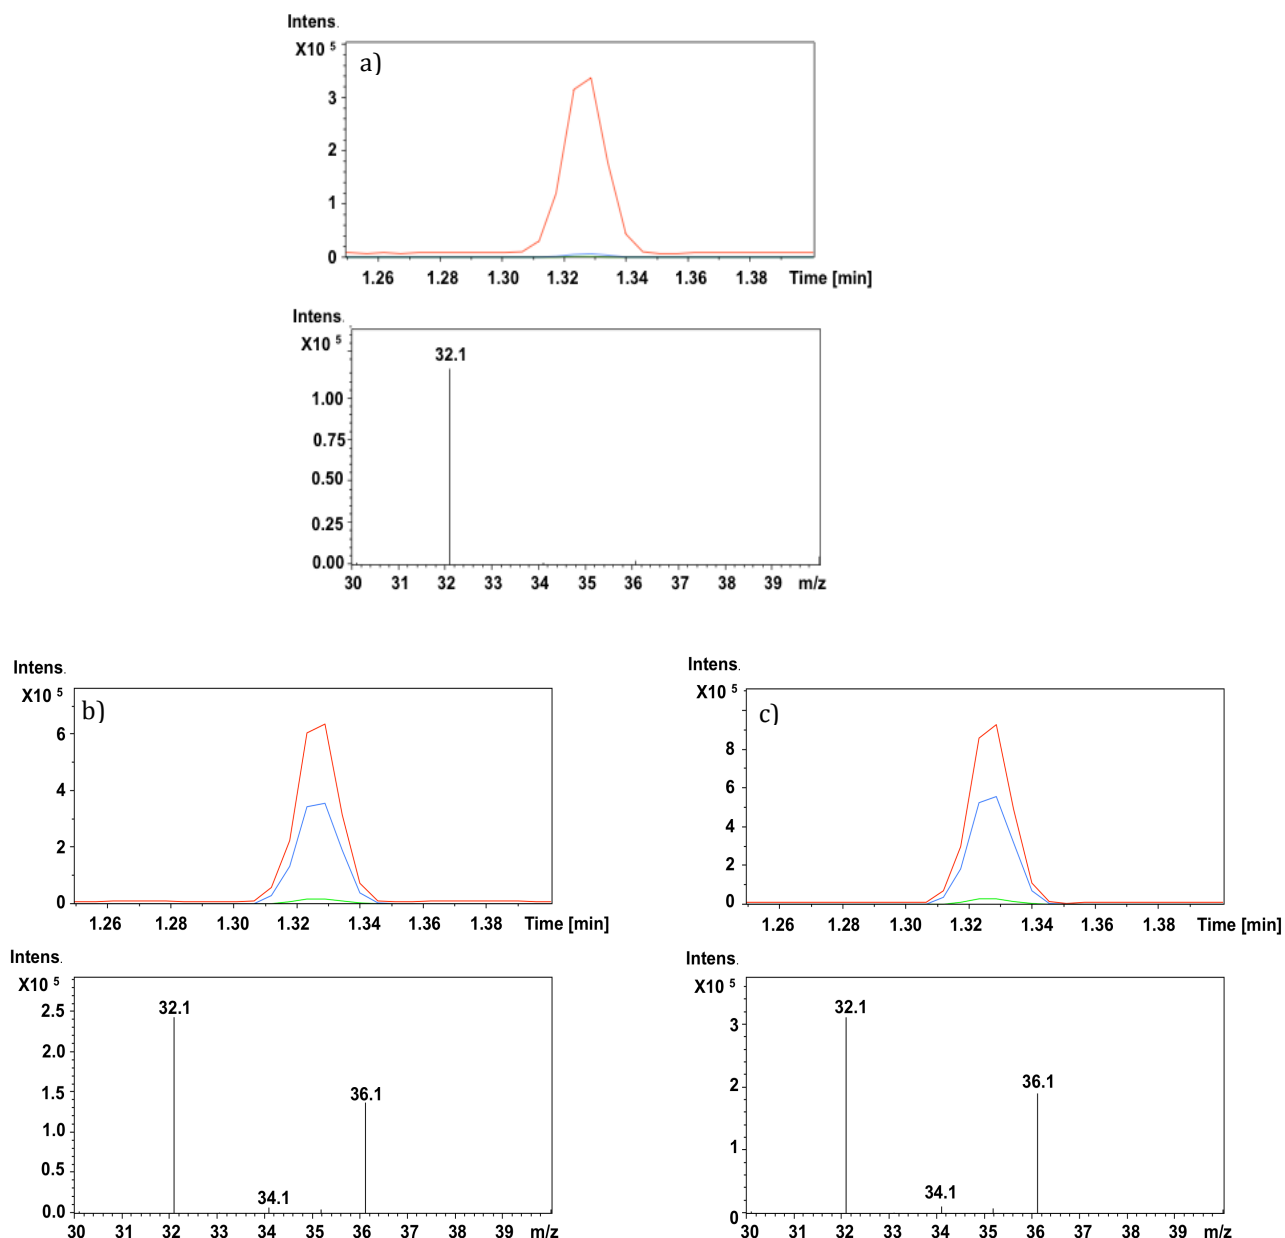 Intens.
X10 5
a)
3
2
1
0
1.26 1.28 1.30 1.32 1.34 1.36 1.38 Time [min]
Intens.
X10 5
32.1
1.00
0.75
0.50
0.25
0.00
30 31 32 33 34 35 36 37 38 39 m/z
Intens.
X10 5
b)
6
4
2
0
1.26 1.28 1.30 1.32 1.34 1.36 1.38 Time [min]
Intens.
X10 5
32.1
2.5
2.0
1.5
36.1
1.0
0.5
34.1
0.0
30 31 32 33 34 35 36 37 38 39 m/z
Intens.
X10 5
c)
8
6
4
2
0
1.26 1.28 1.30 1.32 1.34 1.36 1.38 Time [min]
Intens.
X10 5
32.1
3
36.1
2
1
34.1
0
30 31 32 33 34 35 36 37 38 39 m/z